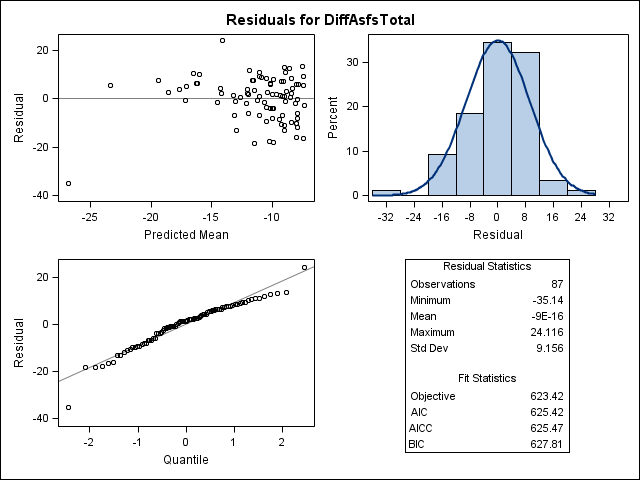 Residuals for DiffAsfsTotal
Residual
20
0
-20
-40
-25
-20
-15
-10
Predicted Mean
Percent
30
20
10
0
-32
-24
-16
-8
0
8
16
24
32
Residual
Residual
20
0
-20
-40
-2
-1
0
1
2
Quantile
Residual Statistics
Observations 87
Minimum -35.14
Mean -9E-16
Maximum 24.116
Std Dev 9.156
Fit Statistics
Objective 623.42
AIC 625.42
AICC 625.47
BIC 627.81